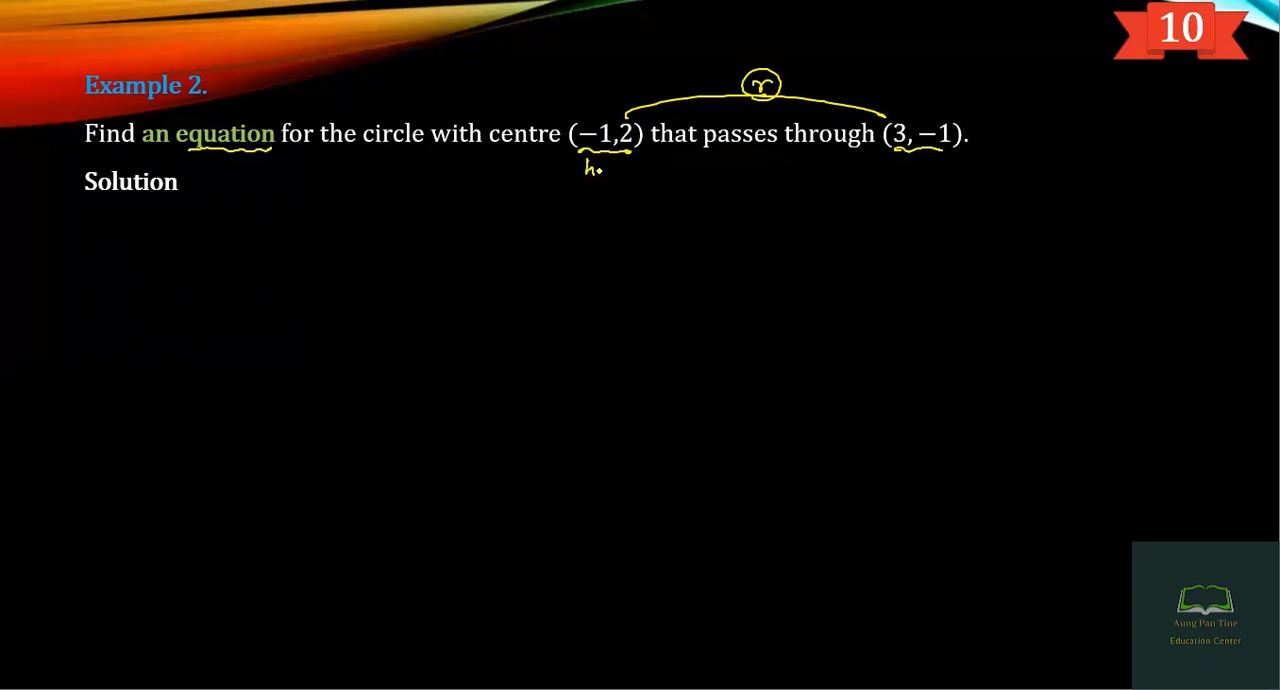 10
Example 2.
r
Find an equation for the circle with centre (−1,2) that passes through (3, −1).
h
Solution
Aung Pan Tine
Education Center